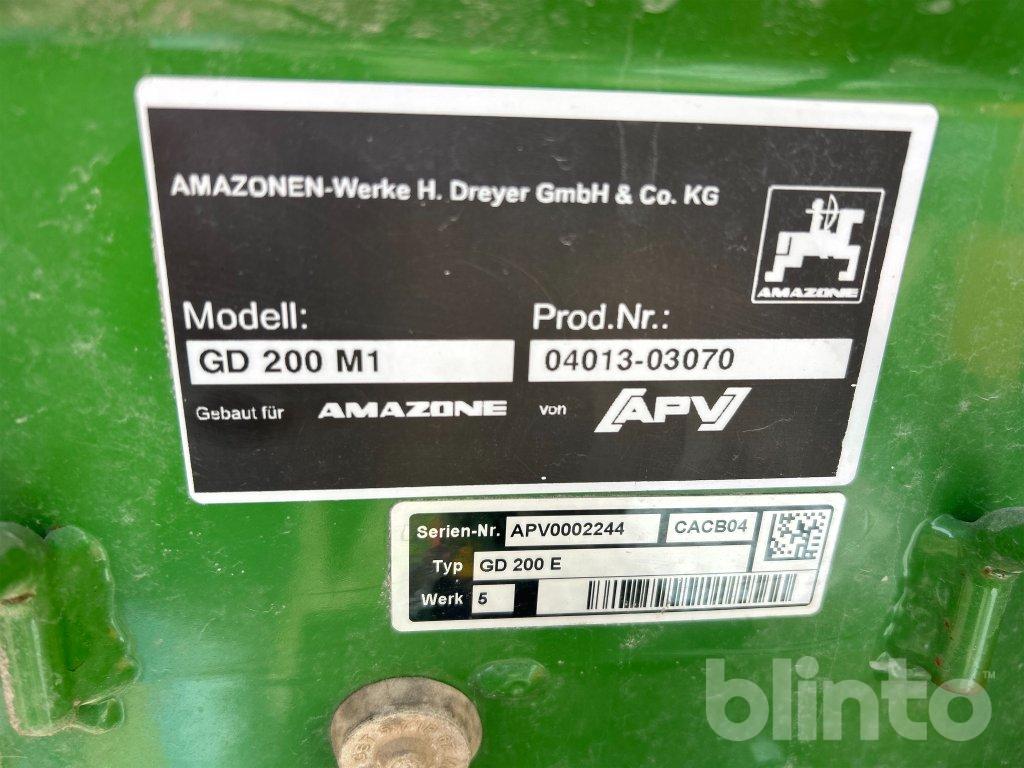 AMAZONEN-Werke H. Dreyer GmbH & Co. KG
AMAZONE
Modell: Prod.Nr.:
GD 200 M1 04013-03070
Gebaut für AMAZONE von APV
Serien-Nr. APV0002244 CACB04
Typ GD 200 E
Werk 5
blinto™